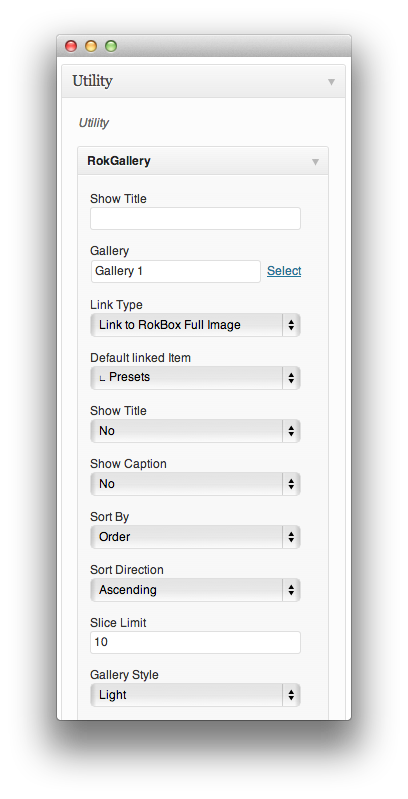 Utility
Utility
RokGallery
Show Title
Gallery
Gallery 1 Select
Link Type
Link to RokBox Full Image
Default linked Item
∟ Presets
Show Title
No
Show Caption
No
Sort By
Order
Sort Direction
Ascending
Slice Limit
10
Gallery Style
Light